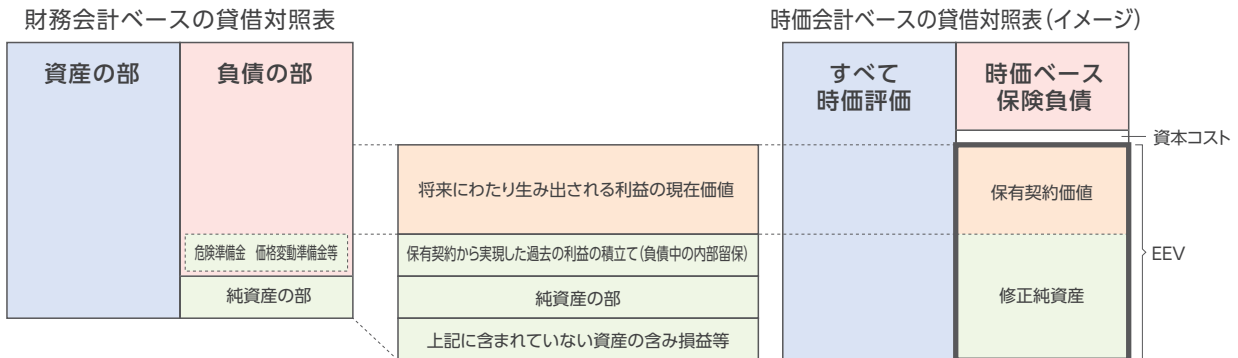 財務会計ベースの貸借対照表
資産の部
負債の部
危険準備金　価格変動準備金等
純資産の部
将来にわたり生み出される利益の現在価値
保有契約から実現した過去の利益の積立て(負債中の内部留保)
純資産の部
上記に含まれていない資産の含み損益等
時価会計ベースの貸借対照表(イメージ)
すべて
時価評価
時価ベース
保険負債
資本コスト
保有契約価値
修正純資産
EEV